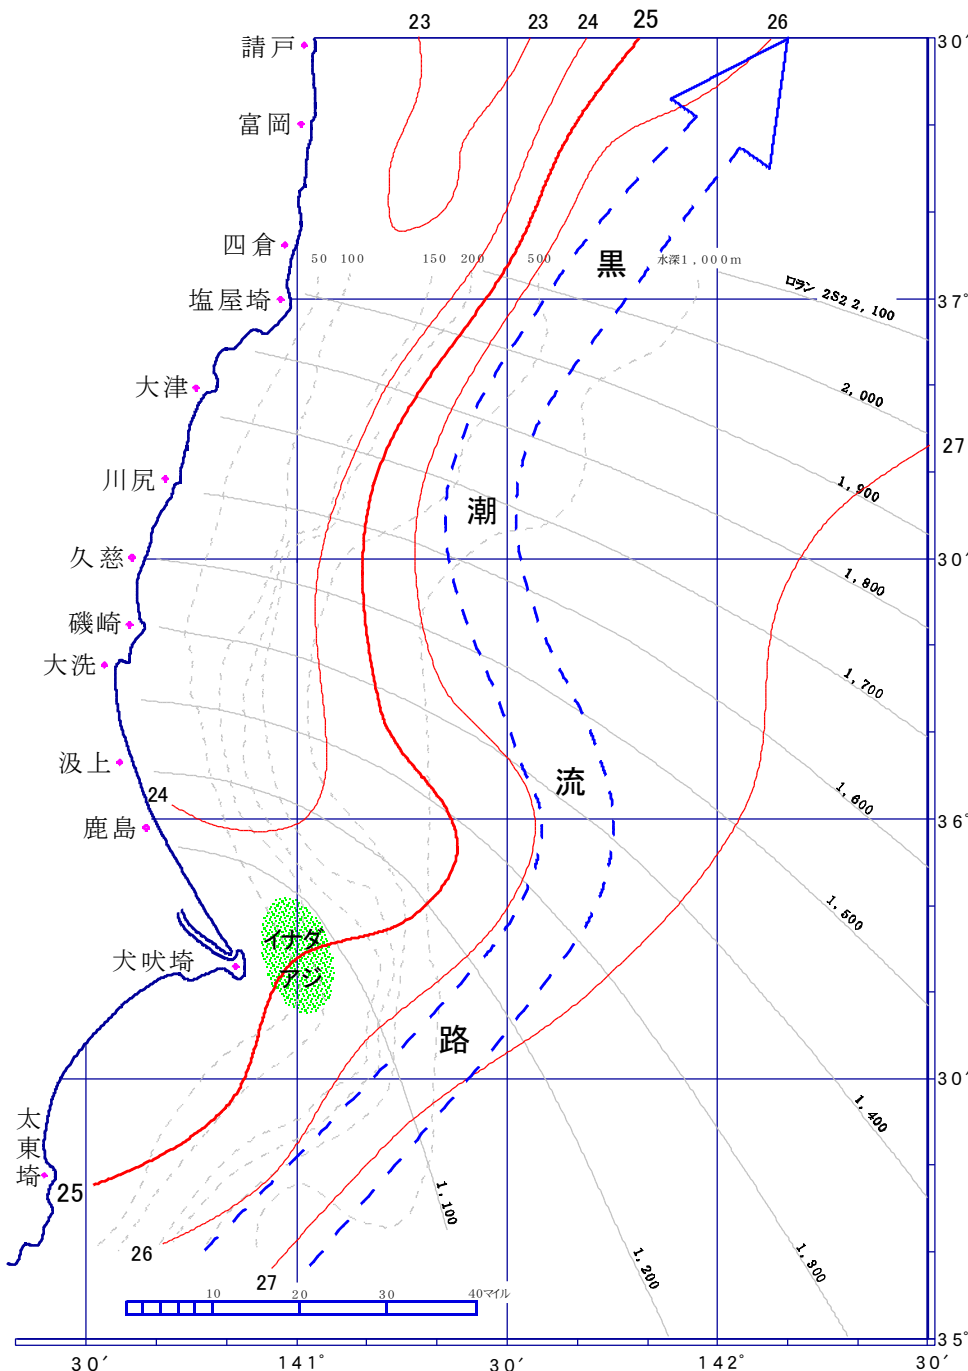 23 23 24 25 26
請戸 30′
富岡
四倉
黒
50 100 150 200 500 水深1,000m
ロラン 2S2 2,100
塩屋埼 37°
大津
2,000
27
川尻
1,900
潮
久慈 30′
1,800
磯崎
大洗
1,700
汲上
流
24
1,600
鹿島 36°
1,500
イナダ
犬吠埼
アジ
路
30′
1,400
太東埼
25
1,100
26
27
1,200
1,300
10 20 30 40マイル
35°
30′ 141° 30′ 142° 30′